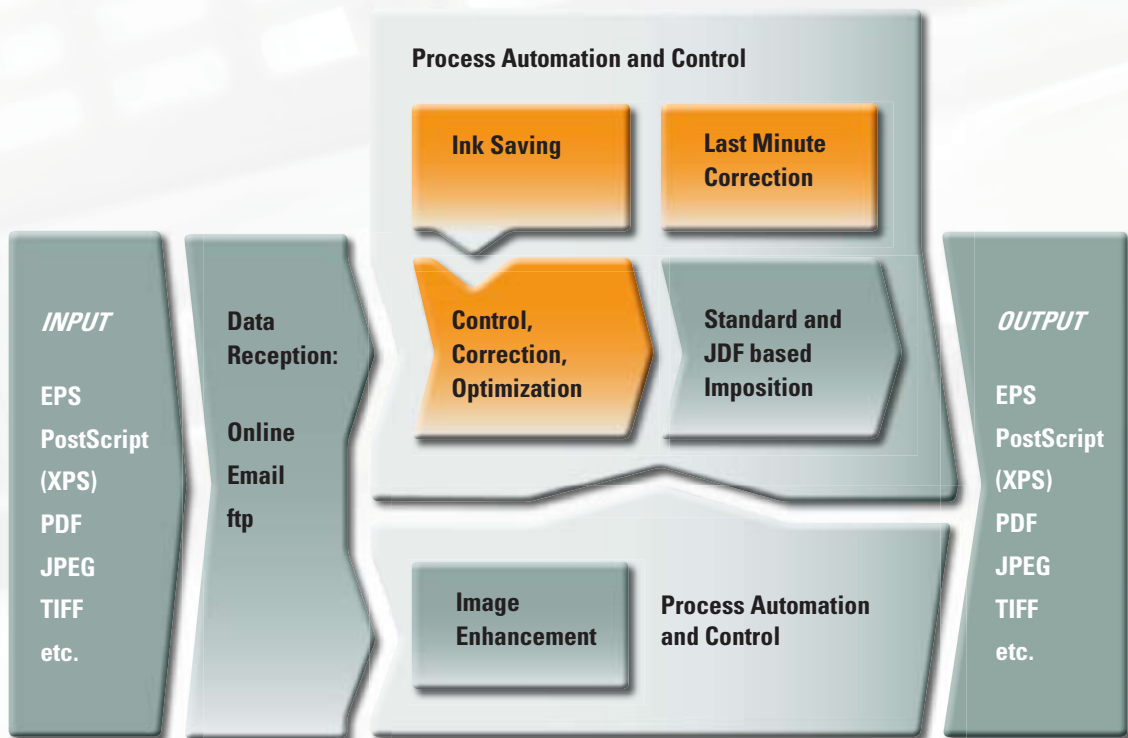 Process Automation and Control
Ink Saving
Last Minute
Correction
INPUT
EPS
PostScript
(XPS)
PDF
JPEG
TIFF
etc.
Data
Reception:
Online
Email
ftp
Control,
Correction,
Optimization
Standard and
JDF based
Imposition
Image
Enhancement
Process Automation
and Control
OUTPUT
EPS
PostScript
(XPS)
PDF
JPEG
TIFF
etc.